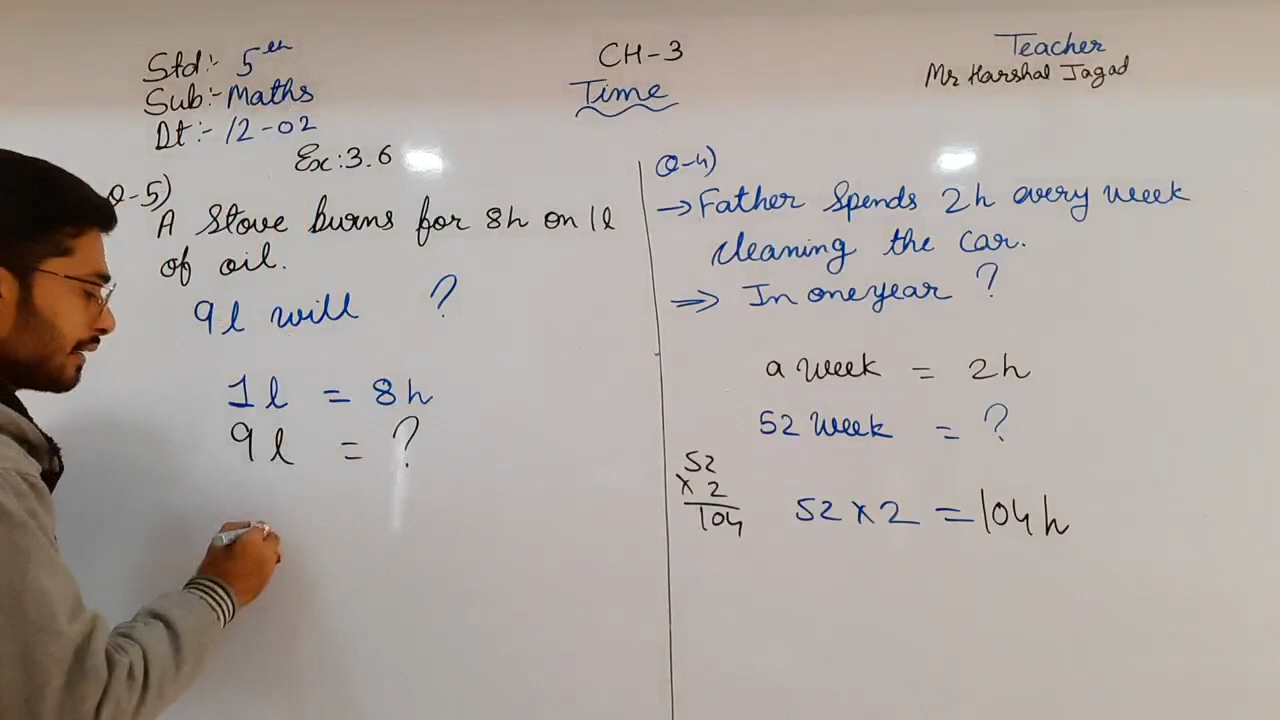 Std:- 5th
Sub:- Maths
Dt:- 12-02
CH-3
Time
Teacher
Mr Harshal Jagad
Ex:3.6
Q-5)
A Stove burns for 8h on 1l
of oil.
9l will ?
1l = 8h
9l = ?
Q-4)
→ Father Spends 2h every week
cleaning the car.
⇒ In one year ?
a week = 2h
52 week = ?
52
x 2
104
52 x 2 = 104h